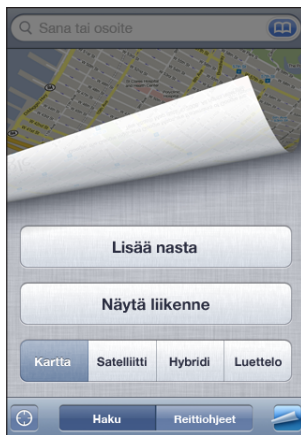 Sana tai osoite
Lisää nasta
Näytä liikenne
Kartta Satelliitti Hybridi Luettelo
Haku Reittiohjeet